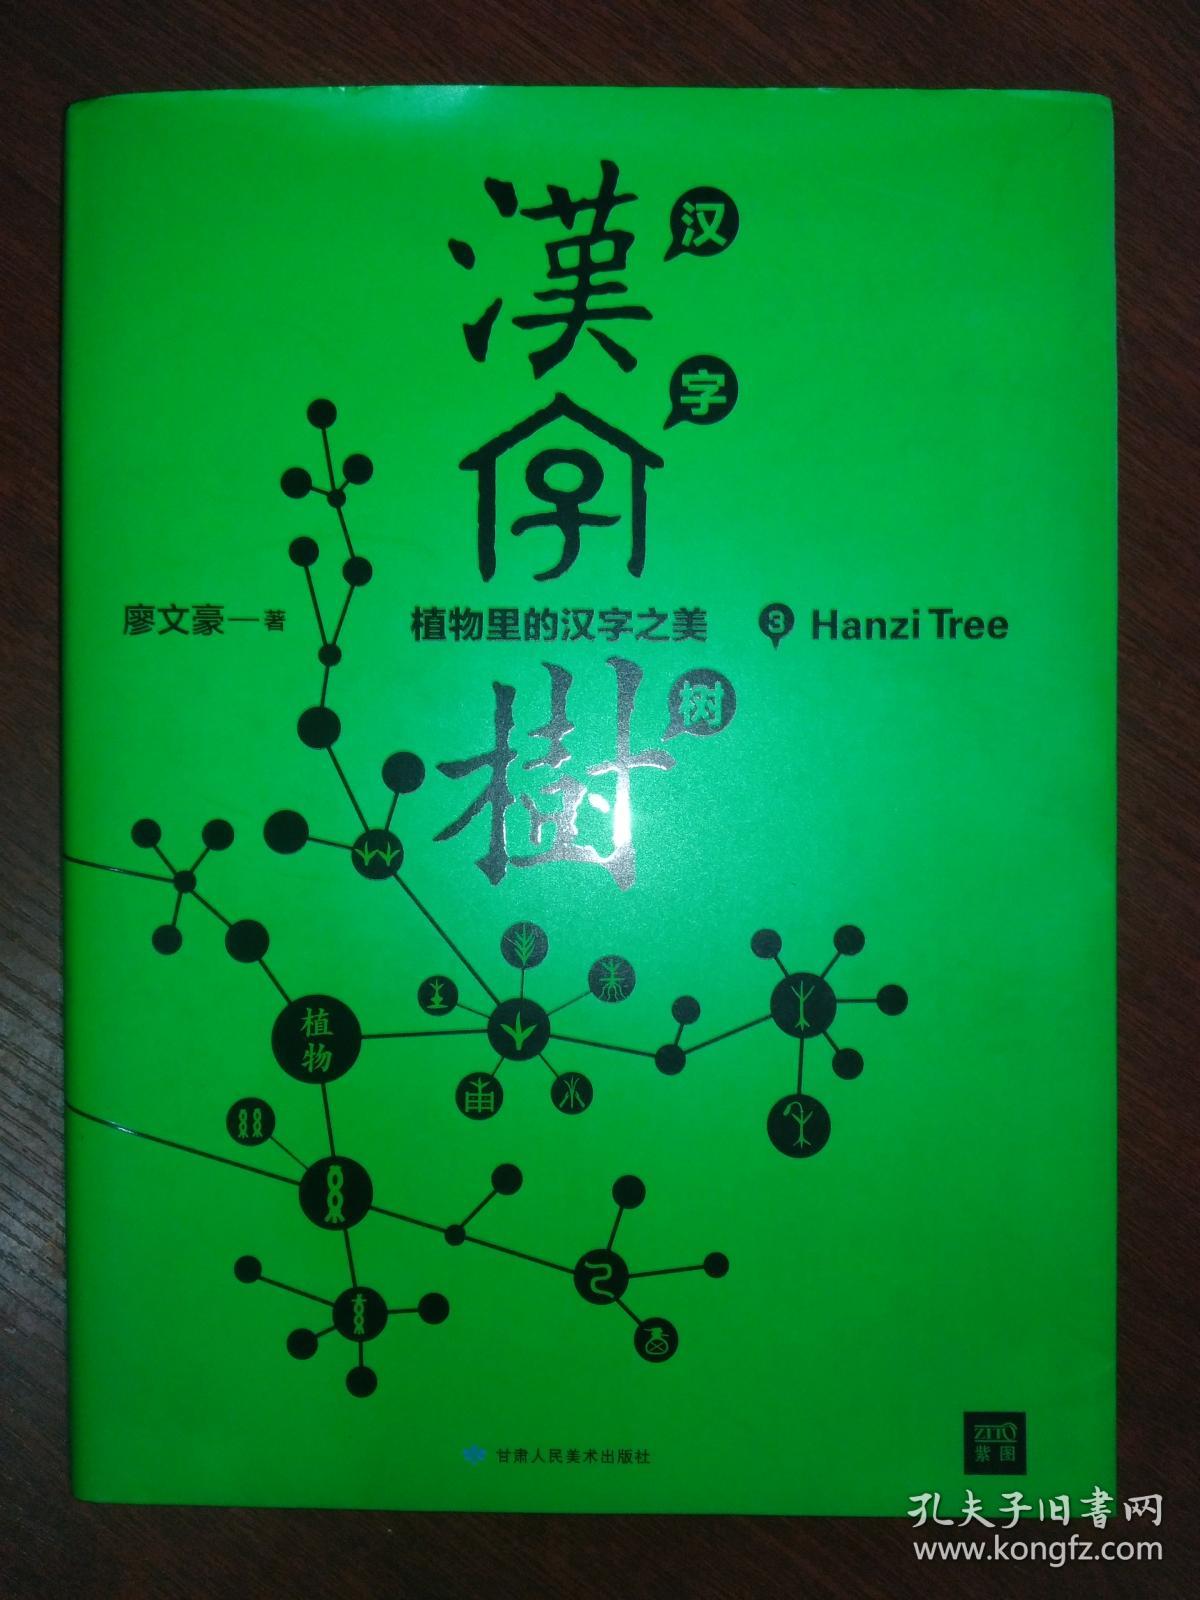 漢字樹
汉
字
树
廖文豪一著
植物里的汉字之美
3 Hanzi Tree
植物
甘肃人民美术出版社
ZITO
紫图
孔夫子旧书网
www.kongfz.com